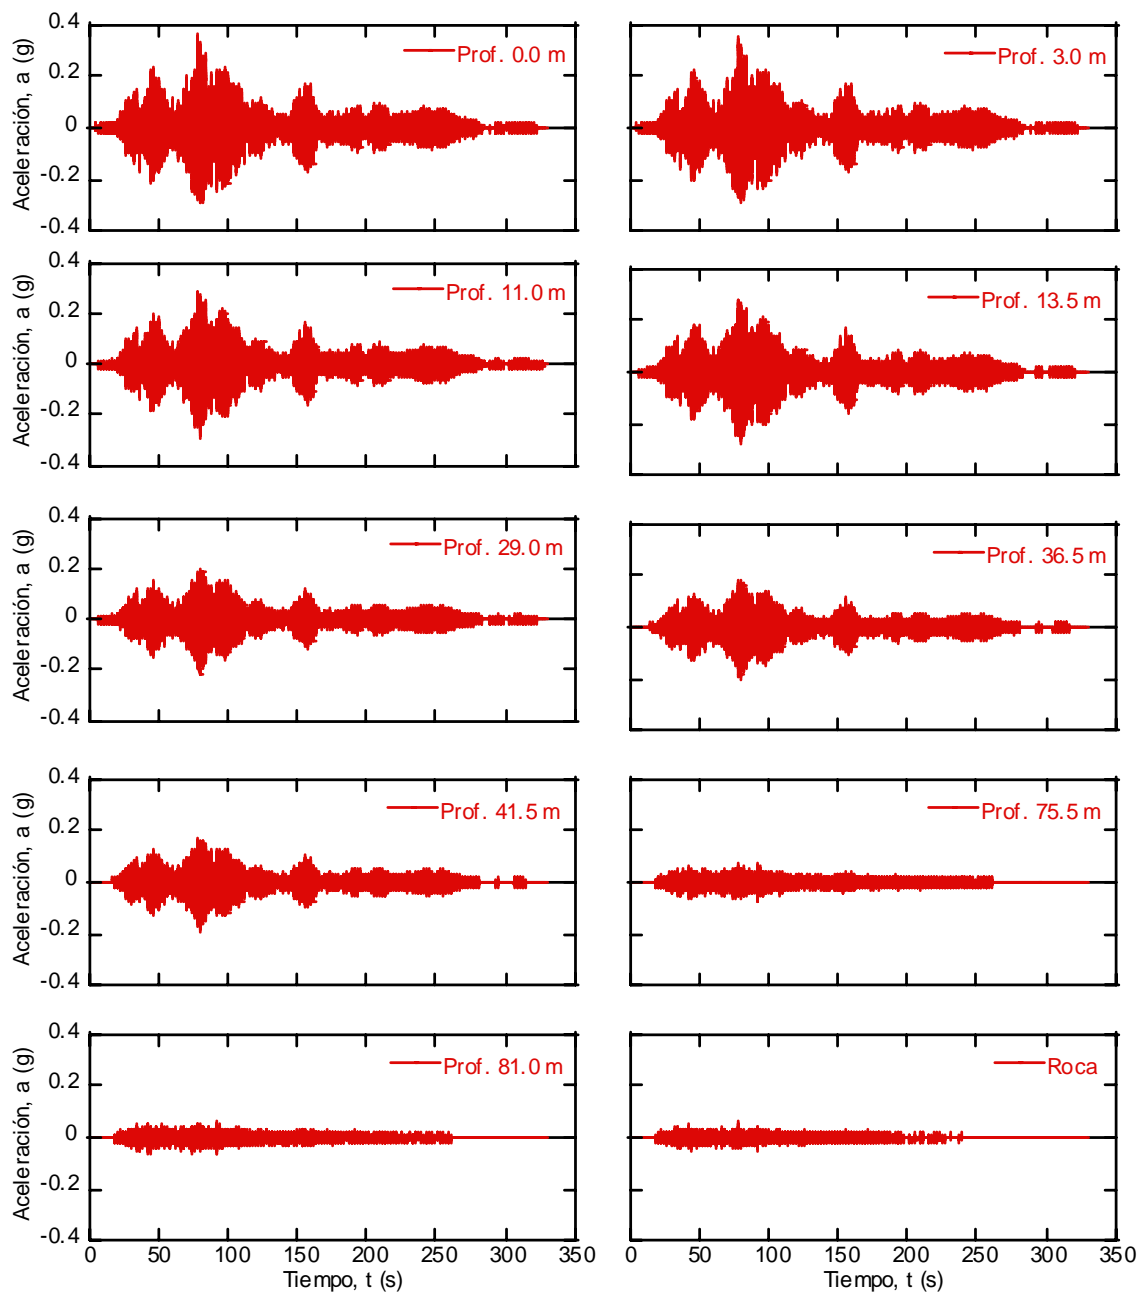 0.4
0.2
0
-0.2
-0.4
Aceleración, a (g)
Prof. 0.0 m
Prof. 3.0 m
0.4
0.2
0
-0.2
-0.4
Aceleración, a (g)
Prof. 11.0 m
Prof. 13.5 m
0.4
0.2
0
-0.2
-0.4
Aceleración, a (g)
Prof. 29.0 m
Prof. 36.5 m
0.4
0.2
0
-0.2
-0.4
Aceleración, a (g)
Prof. 41.5 m
Prof. 75.5 m
0.4
0.2
0
-0.2
-0.4
Aceleración, a (g)
Prof. 81.0 m
Roca
0 50 100 150 200 250 300 350
Tiempo, t (s)
0 50 100 150 200 250 300 350
Tiempo, t (s)